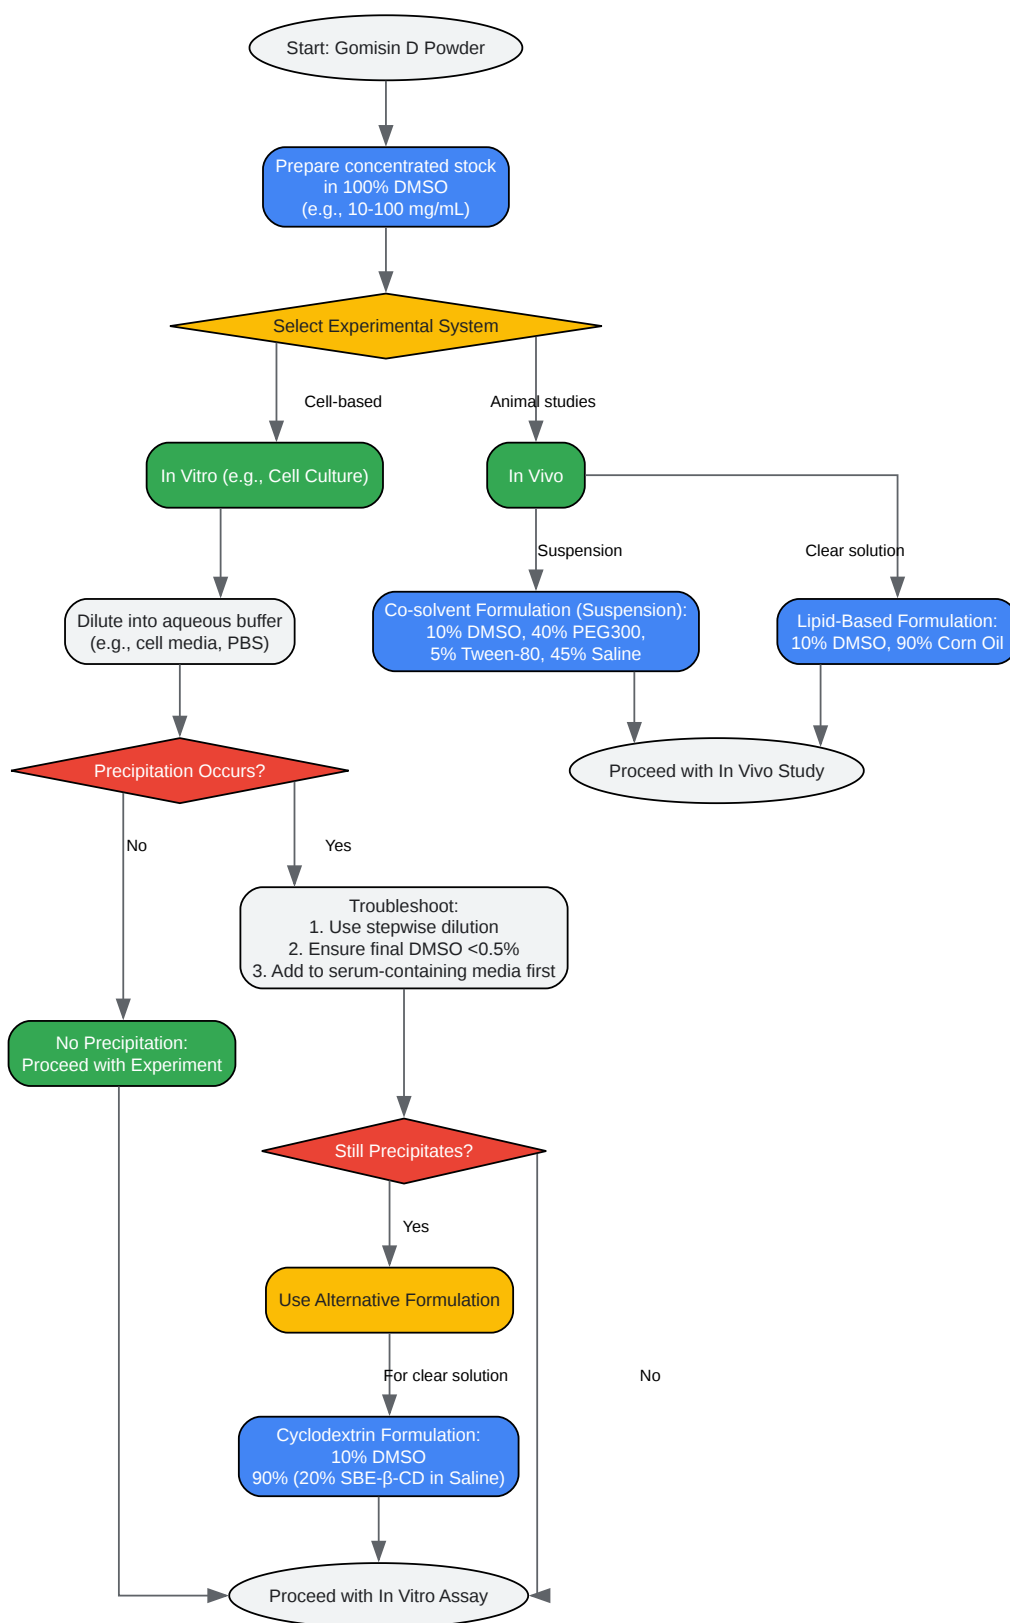 Start: Gomisin D Powder
Prepare concentrated stock
in 100% DMSO
(e.g., 10-100 mg/mL)
Select Experimental System
Cell-based
Animal studies
In Vitro (e.g., Cell Culture)
In Vivo
Suspension
Clear solution
Dilute into aqueous buffer
(e.g., cell media, PBS)
Co-solvent Formulation (Suspension):
10% DMSO, 40% PEG300,
5% Tween-80, 45% Saline
Lipid-Based Formulation:
10% DMSO, 90% Corn Oil
Precipitation Occurs?
Proceed with In Vivo Study
No
Yes
Troubleshoot:
1. Use stepwise dilution
2. Ensure final DMSO <0.5%
3. Add to serum-containing media first
No Precipitation:
Proceed with Experiment
Still Precipitates?
Yes
Use Alternative Formulation
For clear solution
No
Cyclodextrin Formulation:
10% DMSO
90% (20% SBE-β-CD in Saline)
Proceed with In Vitro Assay